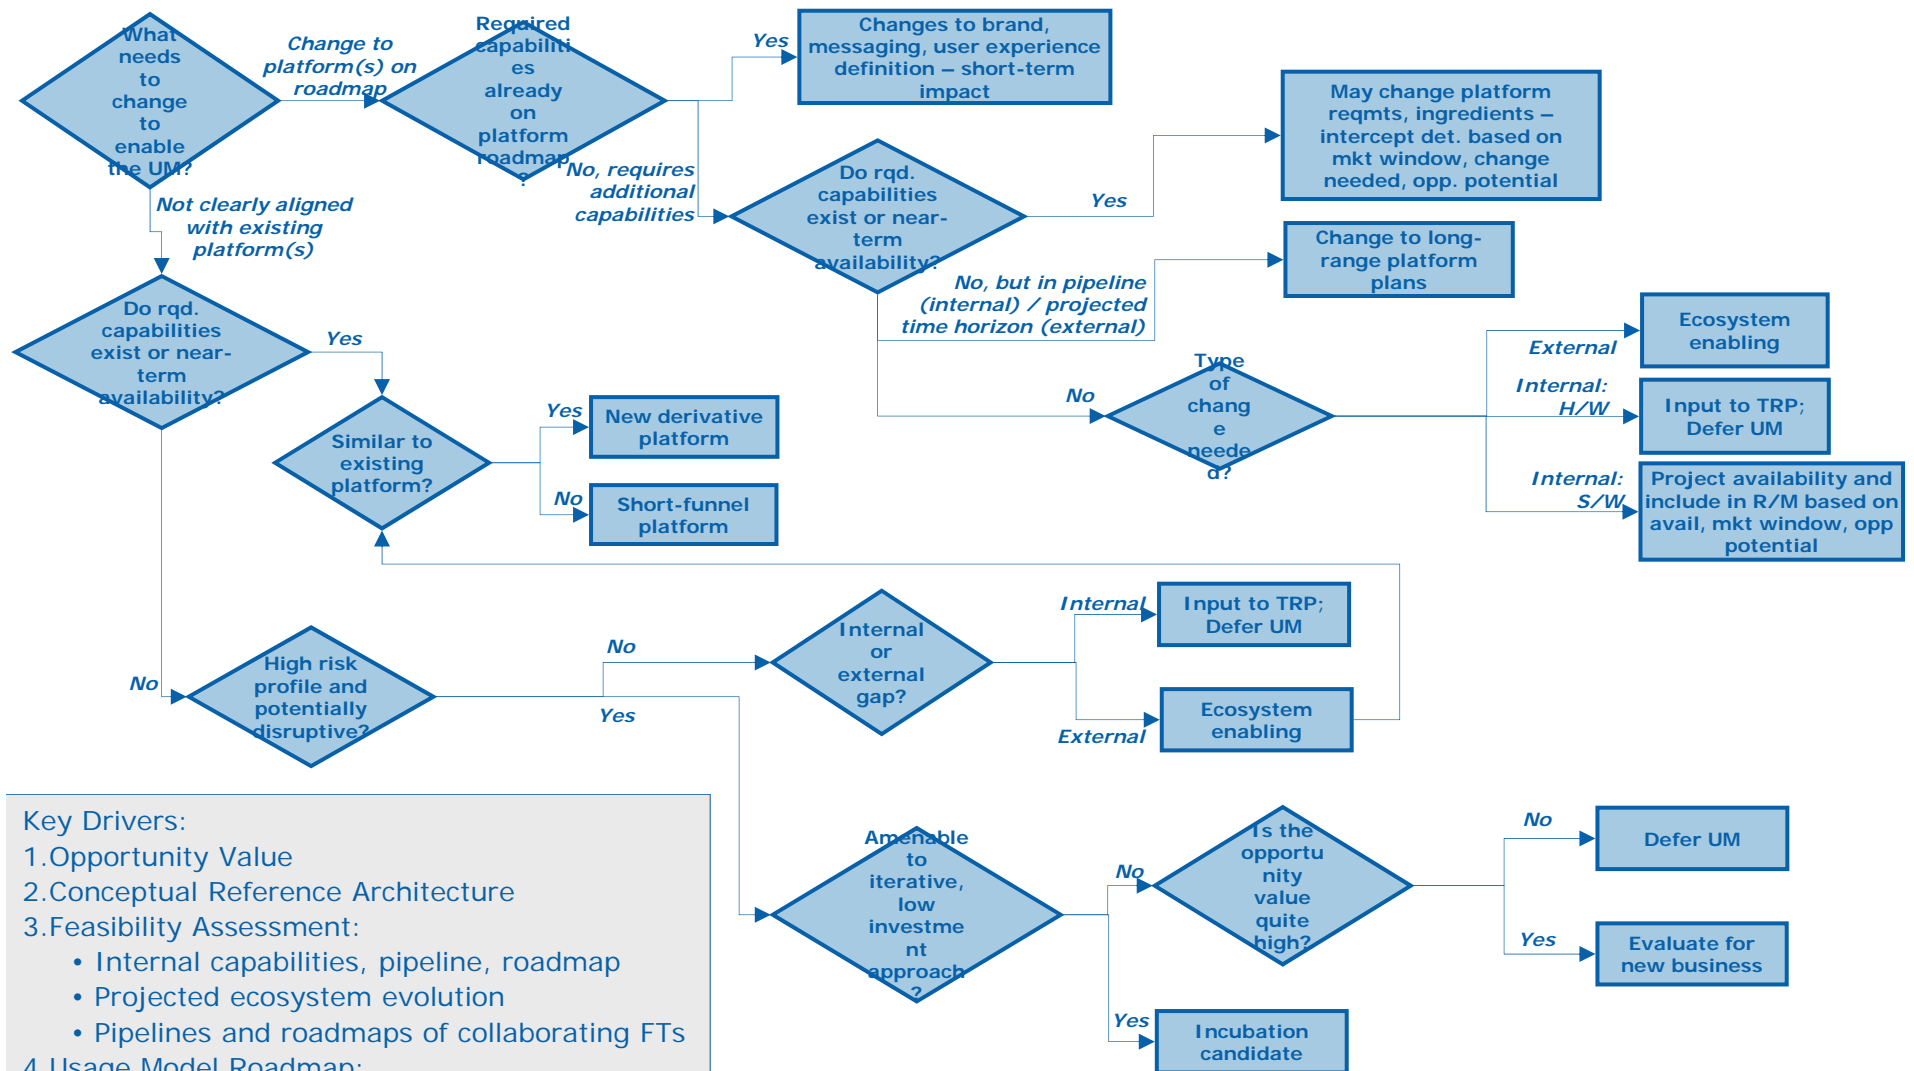 What
needs
to
change
to
enable
the UM?
Change to
platform(s) on
roadmap
Required
capabiliti
es
already
on
platform
roadmap
?
Yes
Changes to brand,
messaging, user experience
definition – short-term
impact
No, requires
additional
capabilities
Do rqd.
capabilities
exist or near-
term
availability?
Yes
May change platform
reqmts, ingredients –
intercept det. based on
mkt window, change
needed, opp. potential
No, but in pipeline
(internal) / projected
time horizon (external)
Change to long-
range platform
plans
No
Type
of
chang
e
neede
d?
External
Ecosystem
enabling
Internal:
H/W
Input to TRP;
Defer UM
Internal:
S/W
Project availability and
include in R/M based on
avail, mkt window, opp
potential
Not clearly aligned
with existing
platform(s)
Do rqd.
capabilities
exist or near-
term
availability?
Yes
Similar to
existing
platform?
Yes
New derivative
platform
No
Short-funnel
platform
No
High risk
profile and
potentially
disruptive?
No
Internal
or
external
gap?
Internal
Input to TRP;
Defer UM
External
Ecosystem
enabling
Yes
Amenable
to
iterative,
low
investme
nt
approach
?
No
Is the
opportu
nity
value
quite
high?
No
Defer UM
Yes
Evaluate for
new business
Yes
Incubation
candidate
Key Drivers:
1.Opportunity Value
2.Conceptual Reference Architecture
3.Feasibility Assessment:
• Internal capabilities, pipeline, roadmap
• Projected ecosystem evolution
• Pipelines and roadmaps of collaborating FTs
4.Usage Model Roadmap: